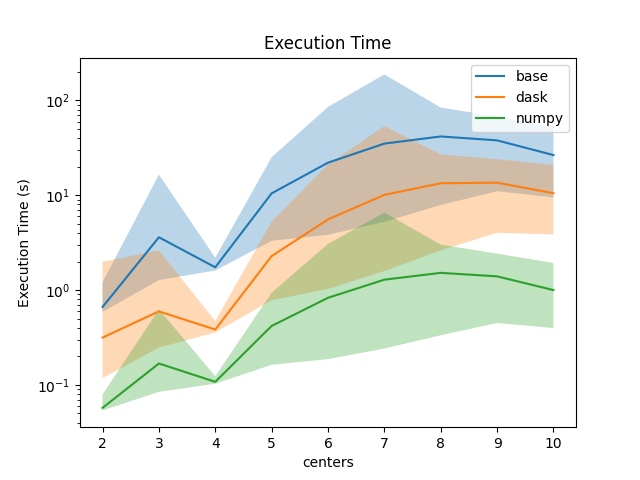 Execution Time
base
dask
numpy
Execution Time (s)
10²
10¹
10⁰
10⁻¹
2 3 4 5 6 7 8 9 10
centers